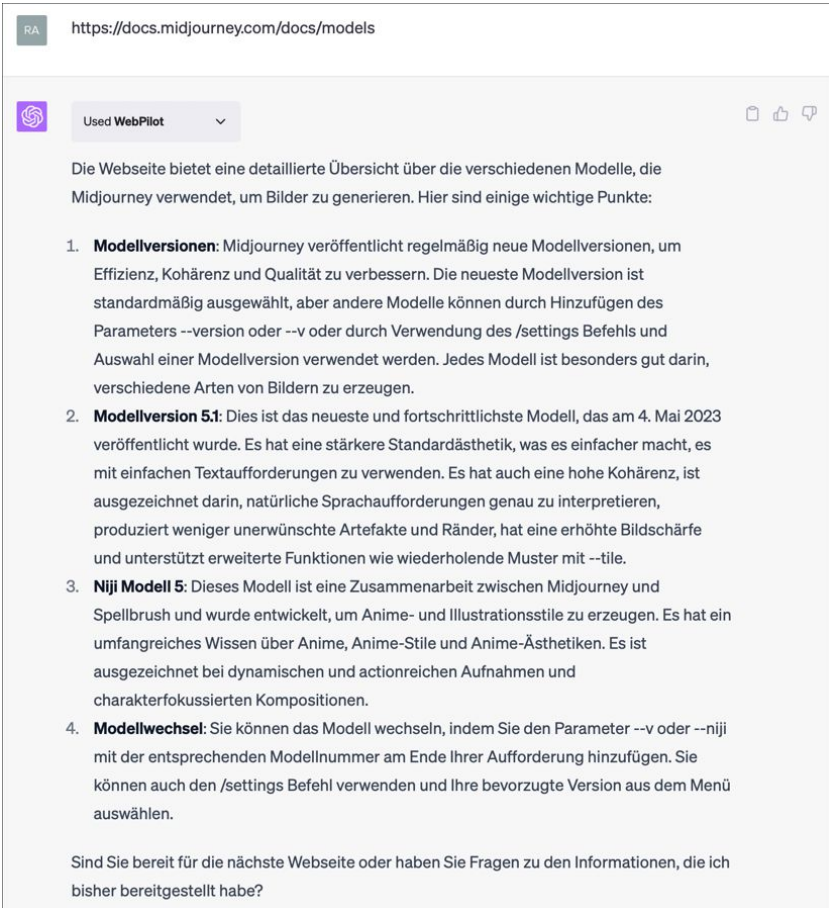 RA
https://docs.midjourney.com/docs/models
Used WebPilot
Die Webseite bietet eine detaillierte Übersicht über die verschiedenen Modelle, die
Midjourney verwendet, um Bilder zu generieren. Hier sind einige wichtige Punkte:
1. Modellversionen: Midjourney veröffentlicht regelmäßig neue Modellversionen, um
Effizienz, Kohärenz und Qualität zu verbessern. Die neueste Modellversion ist
standardmäßig ausgewählt, aber andere Modelle können durch Hinzufügen des
Parameters --version oder --v oder durch Verwendung des /settings Befehls und
Auswahl einer Modellversion verwendet werden. Jedes Modell ist besonders gut darin,
verschiedene Arten von Bildern zu erzeugen.
2. Modellversion 5.1: Dies ist das neueste und fortschrittlichste Modell, das am 4. Mai 2023
veröffentlicht wurde. Es hat eine stärkere Standardästhetik, was es einfacher macht, es
mit einfachen Textaufforderungen zu verwenden. Es hat auch eine hohe Kohärenz, ist
ausgezeichnet darin, natürliche Sprachaufforderungen genau zu interpretieren,
produziert weniger unerwünschte Artefakte und Ränder, hat eine erhöhte Bildschärfe
und unterstützt erweiterte Funktionen wie wiederholende Muster mit --tile.
3. Niji Modell 5: Dieses Modell ist eine Zusammenarbeit zwischen Midjourney und
Spellbrush und wurde entwickelt, um Anime- und Illustrationsstile zu erzeugen. Es hat ein
umfangreiches Wissen über Anime, Anime-Stile und Anime-Ästhetiken. Es ist
ausgezeichnet bei dynamischen und actionreichen Aufnahmen und
charakterfokussierten Kompositionen.
4. Modellwechsel: Sie können das Modell wechseln, indem Sie den Parameter --v oder --niji
mit der entsprechenden Modellnummer am Ende Ihrer Aufforderung hinzufügen. Sie
können auch den /settings Befehl verwenden und Ihre bevorzugte Version aus dem Menü
auswählen.
Sind Sie bereit für die nächste Webseite oder haben Sie Fragen zu den Informationen, die ich
bisher bereitgestellt habe?